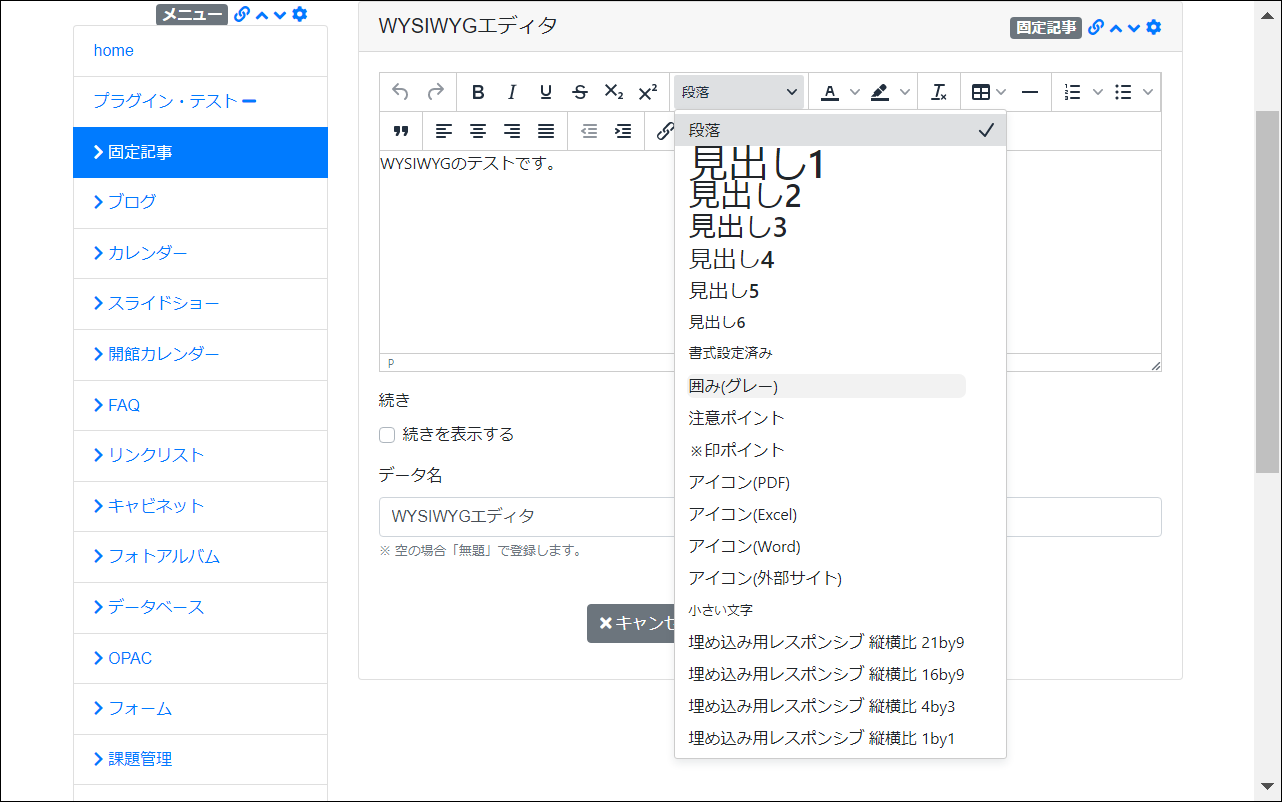 メニュー
home
プラグイン・テスト
固定記事
ブログ
カレンダー
スライドショー
開館カレンダー
FAQ
リンクリスト
キャビネット
フォトアルバム
データベース
OPAC
フォーム
課題管理
WYSIWYGエディタ
固定記事
B I U S X₂ X² 段落 A
WYSIWYGのテストです。
P
続き
続きを表示する
データ名
WYSIWYGエディタ
※ 空の場合「無題」で登録します。
キャンセ
段落
見出し1
見出し2
見出し3
見出し4
見出し5
見出し6
書式設定済み
囲み(グレー)
注意ポイント
※印ポイント
アイコン(PDF)
アイコン(Excel)
アイコン(Word)
アイコン(外部サイト)
小さい文字
埋め込み用レスポンシブ 縦横比 21by9
埋め込み用レスポンシブ 縦横比 16by9
埋め込み用レスポンシブ 縦横比 4by3
埋め込み用レスポンシブ 縦横比 1by1